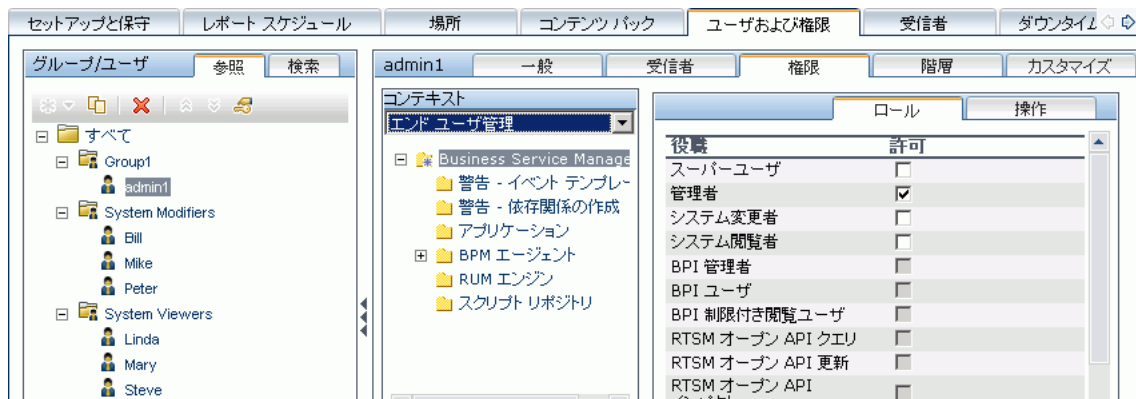 セットアップと保守
レポート スケジュール
場所
コンテンツ パック
ユーザおよび権限
受信者
ダウンタイム
グループ/ユーザ
参照
検索
すべて
Group1
admin1
System Modifiers
Bill
Mike
Peter
System Viewers
Linda
Mary
Steve
admin1
一般
受信者
権限
階層
カスタマイズ
コンテキスト
エンド ユーザ管理
Business Service Manage
警告 - イベント テンプレー
警告 - 依存関係の作成
アプリケーション
BPM エージェント
RUM エンジン
スクリプト リポジトリ
ロール
操作
役職 許可
スーパーユーザ
管理者
システム変更者
システム閲覧者
BPI 管理者
BPI ユーザ
BPI 制限付き閲覧ユーザ
RTSM オープン API クエリ
RTSM オープン API 更新
RTSM オープン API